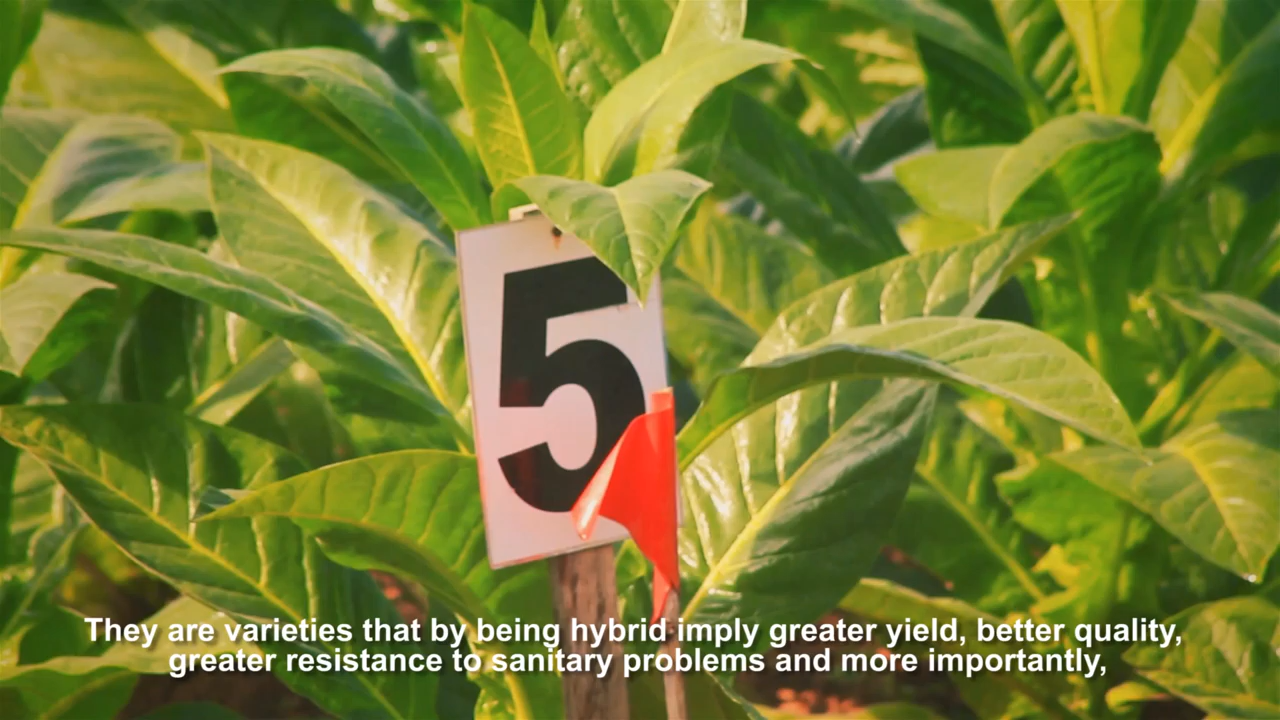 5
They are varieties that by being hybrid imply greater yield, better quality,
greater resistance to sanitary problems and more importantly,